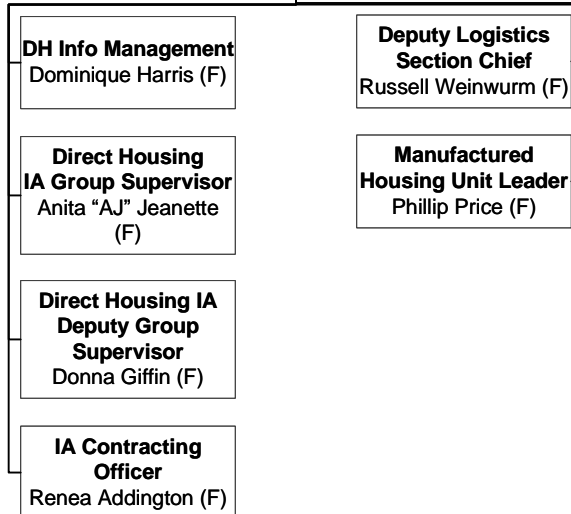 DH Info Management
Dominique Harris (F)
Direct Housing
IA Group Supervisor
Anita “AJ” Jeanette
(F)
Direct Housing IA
Deputy Group
Supervisor
Donna Giffin (F)
IA Contracting
Officer
Renea Addington (F)
Deputy Logistics
Section Chief
Russell Weinwurm (F)
Manufactured
Housing Unit Leader
Phillip Price (F)